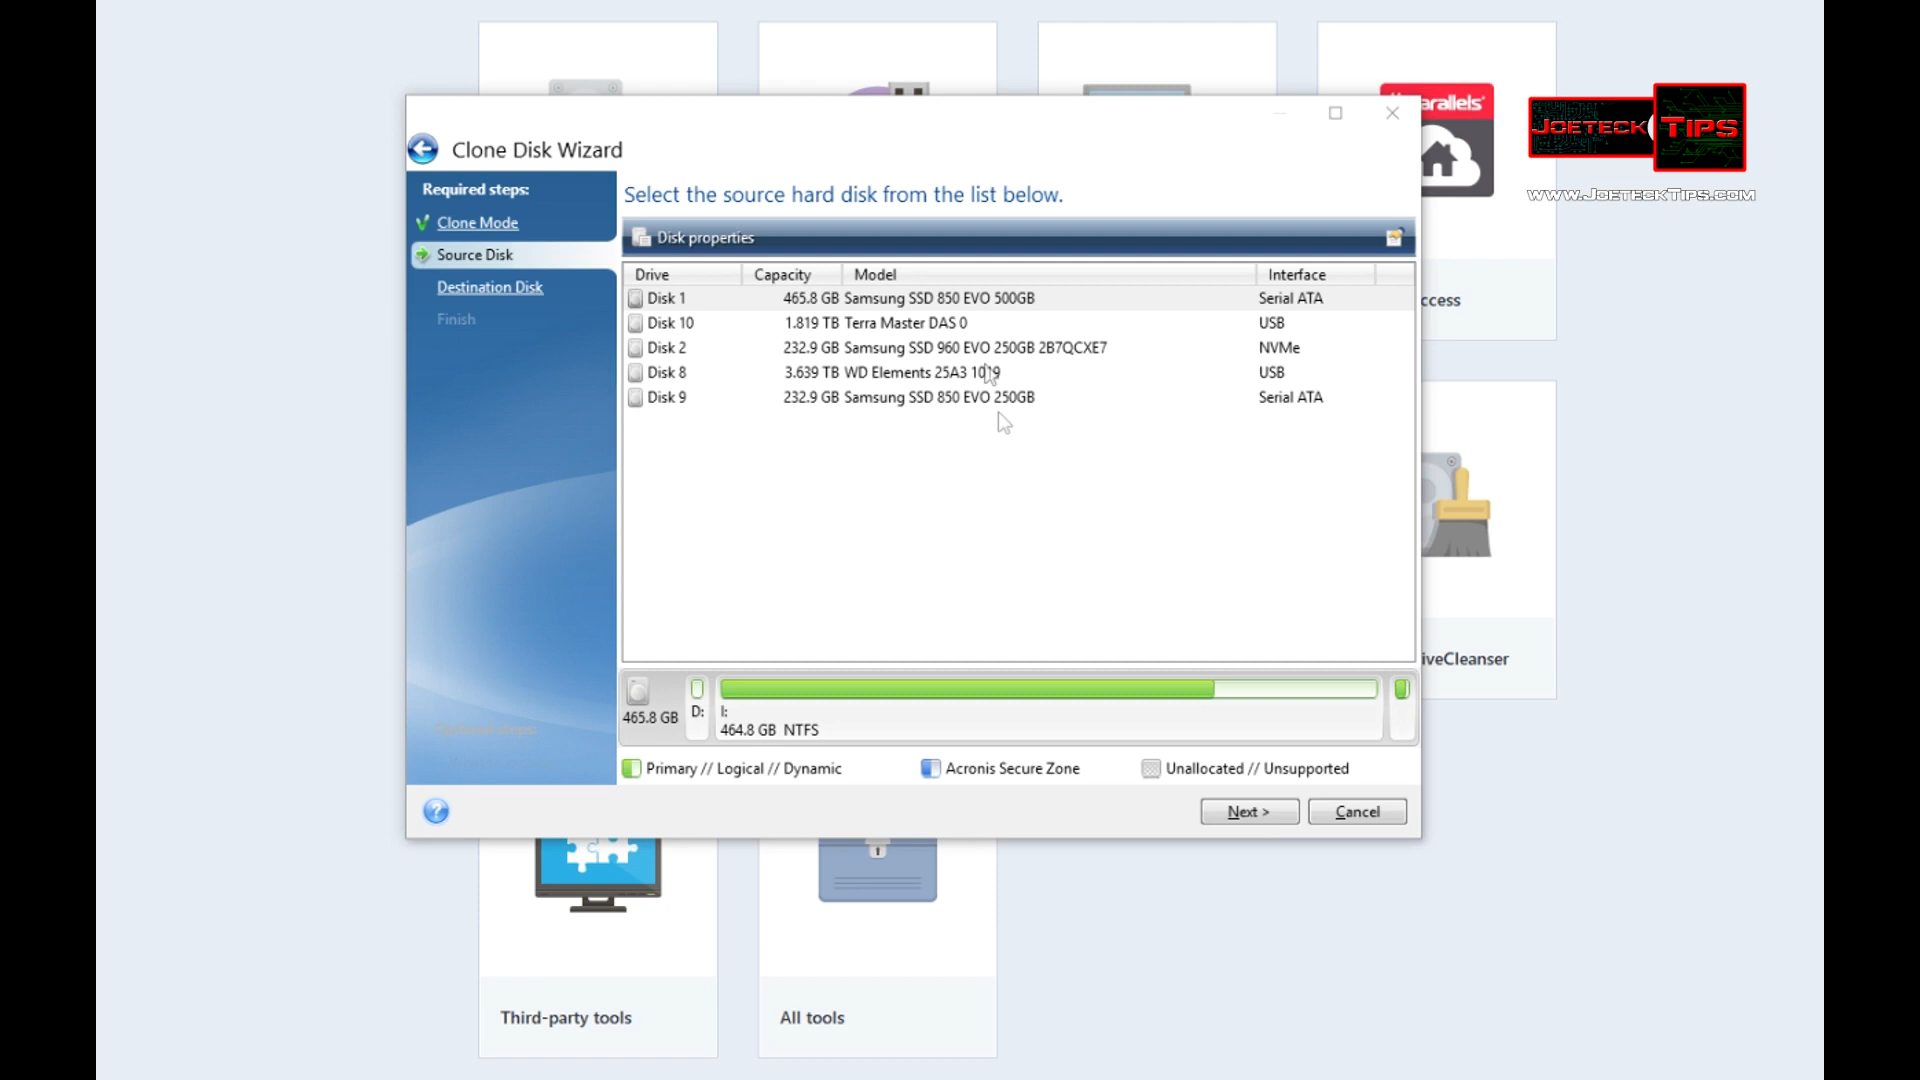 arallels®
JOETECK TIPS
WWW.JOETECKTIPS.COM
Clone Disk Wizard
Required steps:
Clone Mode
Source Disk
Destination Disk
Finish
Select the source hard disk from the list below.
Disk properties
Drive Capacity Model Interface
Disk 1 465.8 GB Samsung SSD 850 EVO 500GB Serial ATA
Disk 10 1.819 TB Terra Master DAS 0 USB
Disk 2 232.9 GB Samsung SSD 960 EVO 250GB 2B7QCXE7 NVMe
Disk 8 3.639 TB WD Elements 25A3 1019 USB
Disk 9 232.9 GB Samsung SSD 850 EVO 250GB Serial ATA
ccess
iveCleanser
465.8 GB
D:
I:
464.8 GB NTFS
Primary // Logical // Dynamic
Acronis Secure Zone
Unallocated // Unsupported
?
Next >
Cancel
Third-party tools
All tools